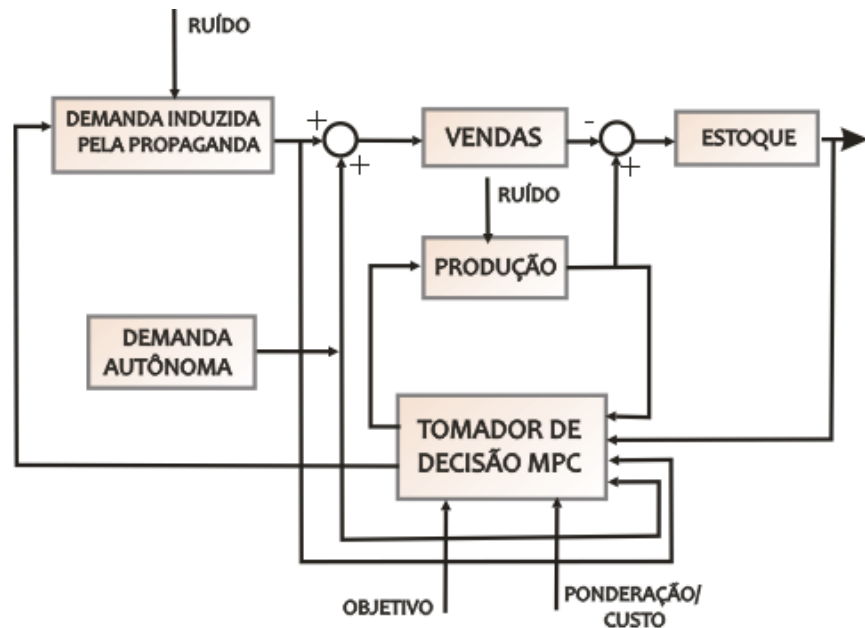 RUÍDO
DEMANDA INDUZIDA
PELA PROPAGANDA
+
+
VENDAS
-
+
ESTOQUE
RUÍDO
PRODUÇÃO
DEMANDA
AUTÔNOMA
TOMADOR DE
DECISÃO MPC
OBJETIVO
PONDERAÇÃO/
CUSTO